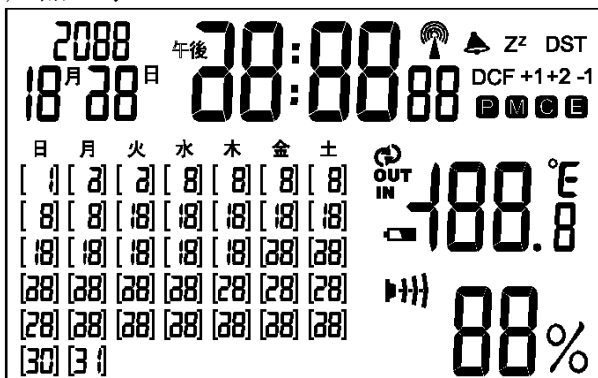 2088 午後 28:88 88 Zz DST
18月38日 DCF +1+2 -1
P M C E
日 月 火 水 木 金 土
[ 1] [ 2] [ 2] [ 8] [ 8] [ 8] [ 8]
[ 8] [ 8] [18] [18] [18] [18] [18]
[18] [18] [18] [18] [18] [28] [28]
[28] [28] [28] [28] [28] [28] [28]
[28] [28] [28] [28] [28] [28] [28]
[30] [31]
OUT
IN
-188.8 °E
88%